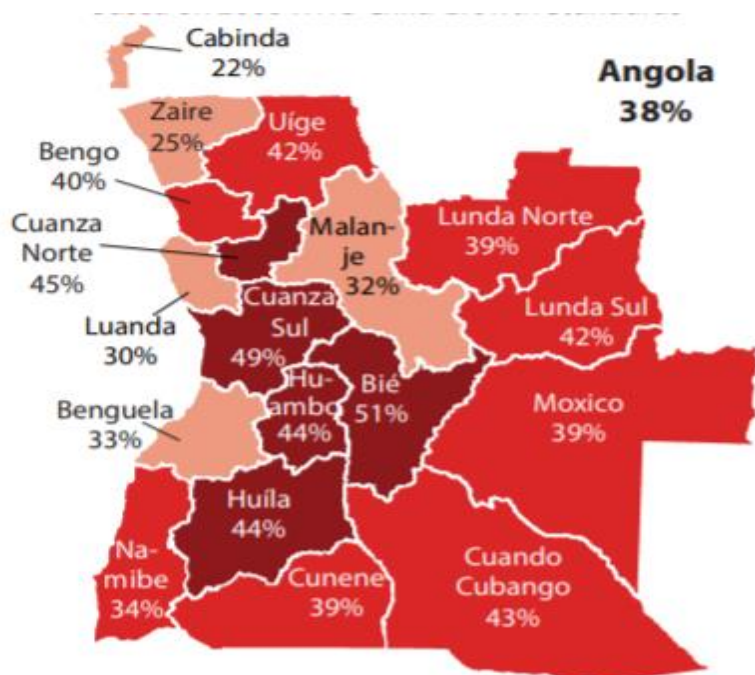 Cabinda
22%
Angola
38%
Zaire
25%
Uíge
42%
Bengo
40%
Cuanza
Norte
45%
Malan-
je
32%
Lunda Norte
39%
Lunda Sul
42%
Luanda
30%
Cuanza
Sul
49%
Hu-
ambo
44%
Bié
51%
Moxico
39%
Benguela
33%
Huíla
44%
Na-
mibe
34%
Cunene
39%
Cuando
Cubango
43%